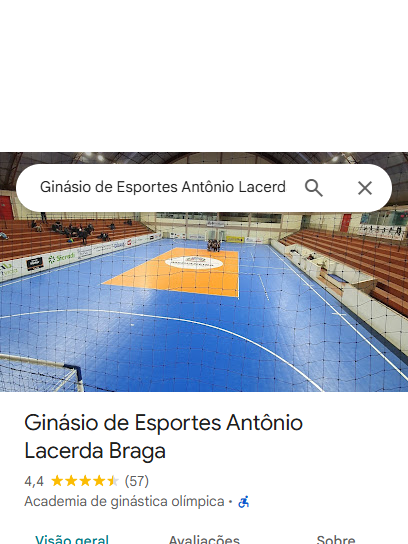 Ginásio de Esportes Antônio Lacerd
Sicredi
Ginásio de Esportes Antônio
Lacerda Braga
4,4 (57)
Academia de ginástica olímpica ·
Visão geral Avaliações Sobre